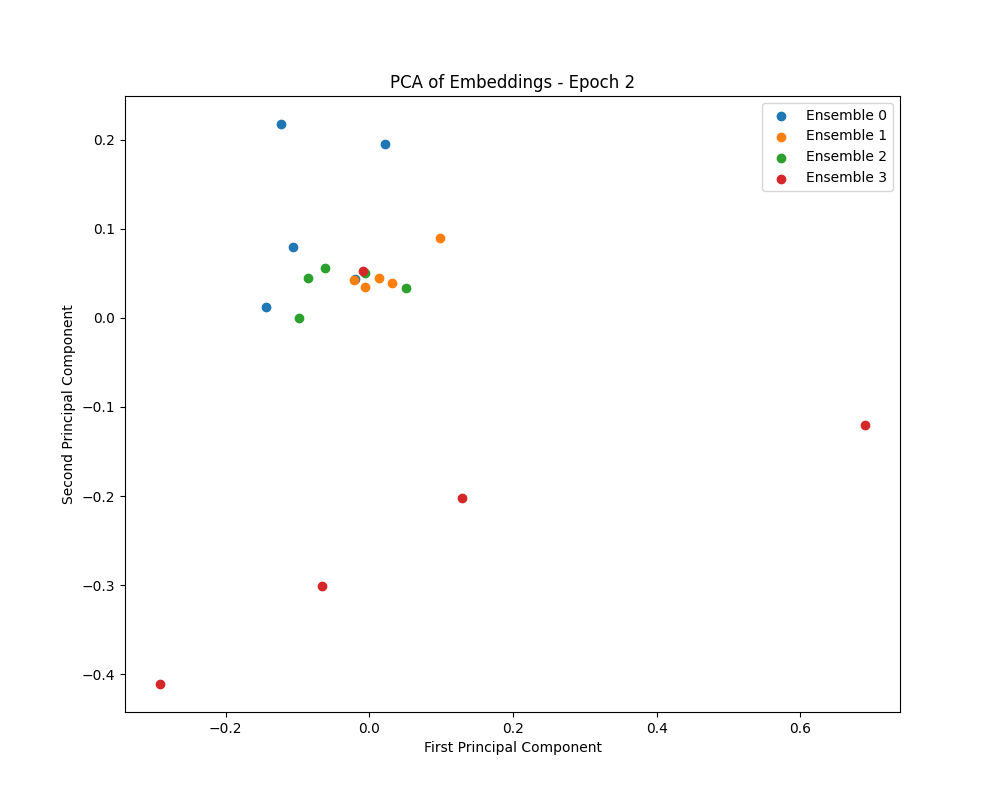 PCA of Embeddings - Epoch 2
Ensemble 0
Ensemble 1
Ensemble 2
Ensemble 3
0.2
0.1
0.0
−0.1
−0.2
−0.3
−0.4
Second Principal Component
−0.2
0.0
0.2
0.4
0.6
First Principal Component